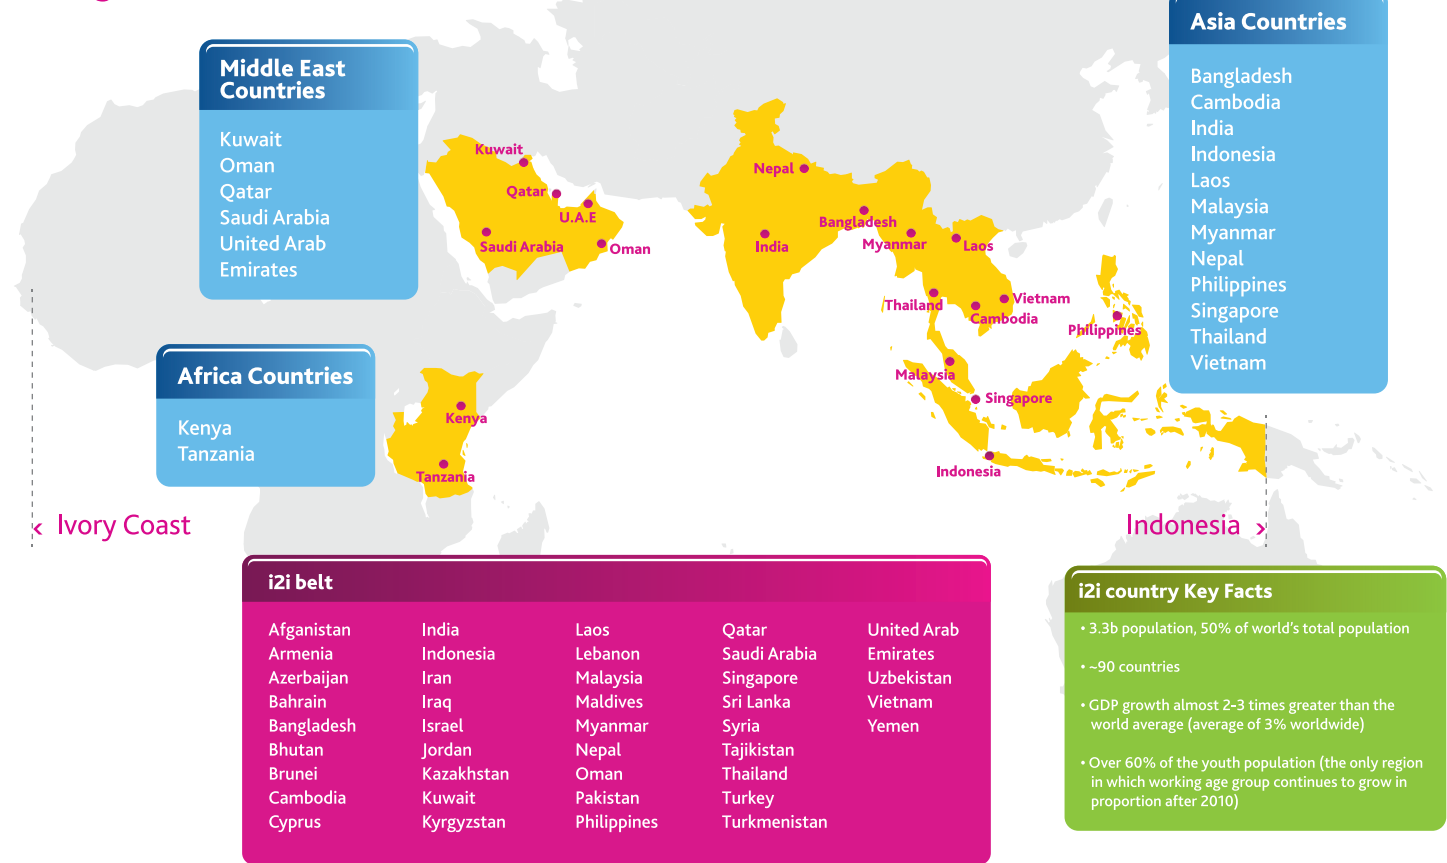 Middle East
Countries
Kuwait
Oman
Qatar
Saudi Arabia
United Arab
Emirates
Africa Countries
Kenya
Tanzania
Asia Countries
Bangladesh
Cambodia
India
Indonesia
Laos
Malaysia
Myanmar
Nepal
Philippines
Singapore
Thailand
Vietnam
Kuwait
Qatar
U.A.E
Saudi Arabia
Oman
Kenya
Tanzania
Nepal
Bangladesh
India
Myanmar
Laos
Thailand
Vietnam
Cambodia
Philippines
Malaysia
Singapore
Indonesia
‹ Ivory Coast
Indonesia ›
i2i belt
Afganistan
Armenia
Azerbaijan
Bahrain
Bangladesh
Bhutan
Brunei
Cambodia
Cyprus
India
Indonesia
Iran
Iraq
Israel
Jordan
Kazakhstan
Kuwait
Kyrgyzstan
Laos
Lebanon
Malaysia
Maldives
Myanmar
Nepal
Oman
Pakistan
Philippines
Qatar
Saudi Arabia
Singapore
Sri Lanka
Syria
Tajikistan
Thailand
Turkey
Turkmenistan
United Arab
Emirates
Uzbekistan
Vietnam
Yemen
i2i country Key Facts
• 3.3b population, 50% of world's total population
• ~90 countries
• GDP growth almost 2-3 times greater than the
world average (average of 3% worldwide)
• Over 60% of the youth population (the only region
in which working age group continues to grow in
proportion after 2010)